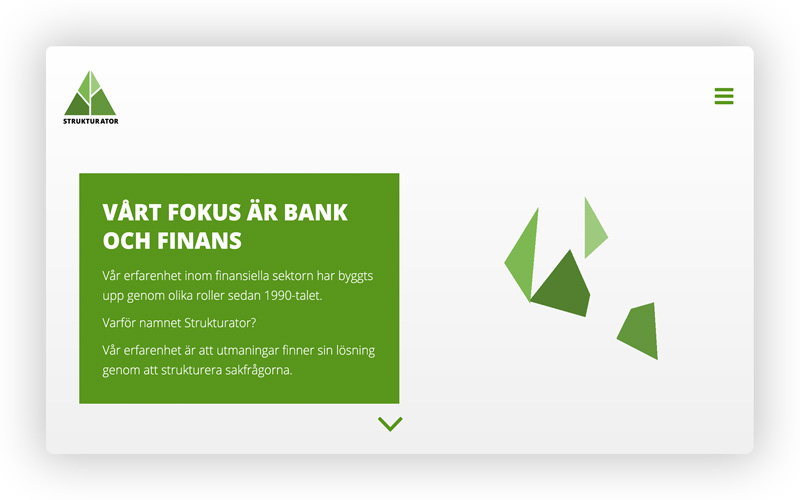 STRUKTURATOR
VÅRT FOKUS ÄR BANK
OCH FINANS
Vår erfarenhet inom finansiella sektorn har byggts
upp genom olika roller sedan 1990-talet.
Varför namnet Strukturator?
Vår erfarenhet är att utmaningar finner sin lösning
genom att strukturera sakfrågorna.